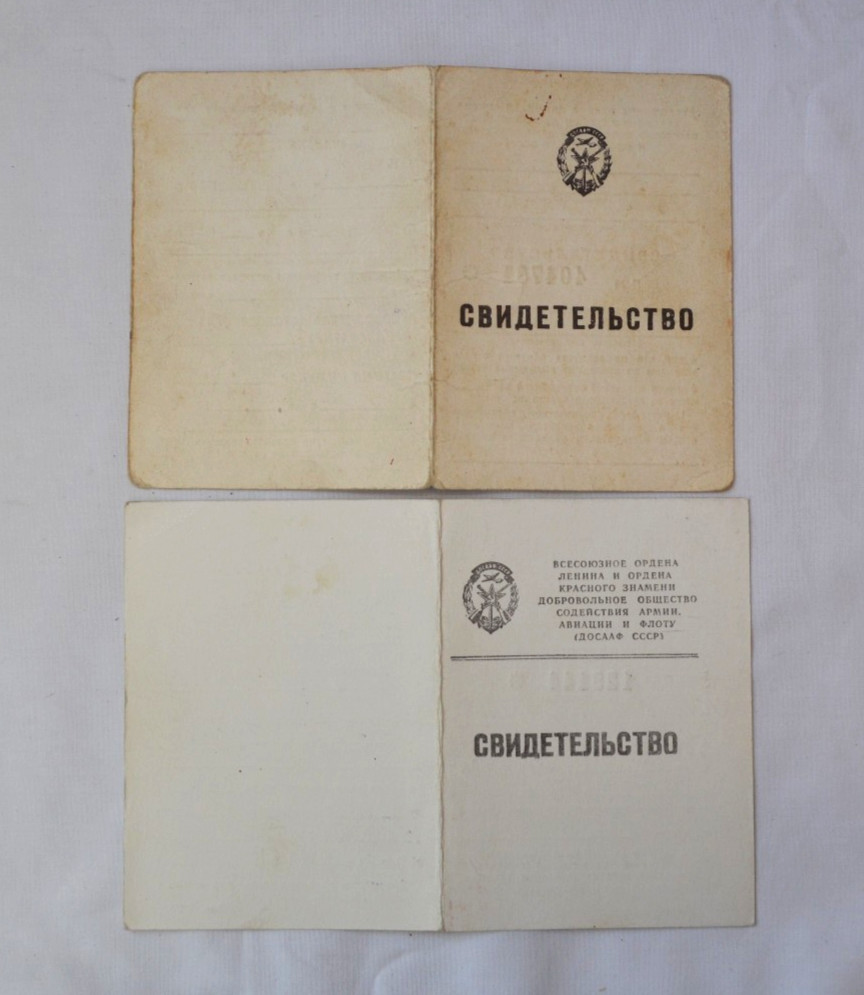 СВИДЕТЕЛЬСТВО
ВСЕСОЮЗНОЕ ОРДЕНА
ЛЕНИНА И ОРДЕНА
КРАСНОГО ЗНАМЕНИ
ДОБРОВОЛЬНОЕ ОБЩЕСТВО
СОДЕЙСТВИЯ АРМИИ,
АВИАЦИИ И ФЛОТУ
(ДОСААФ СССР)
СВИДЕТЕЛЬСТВО